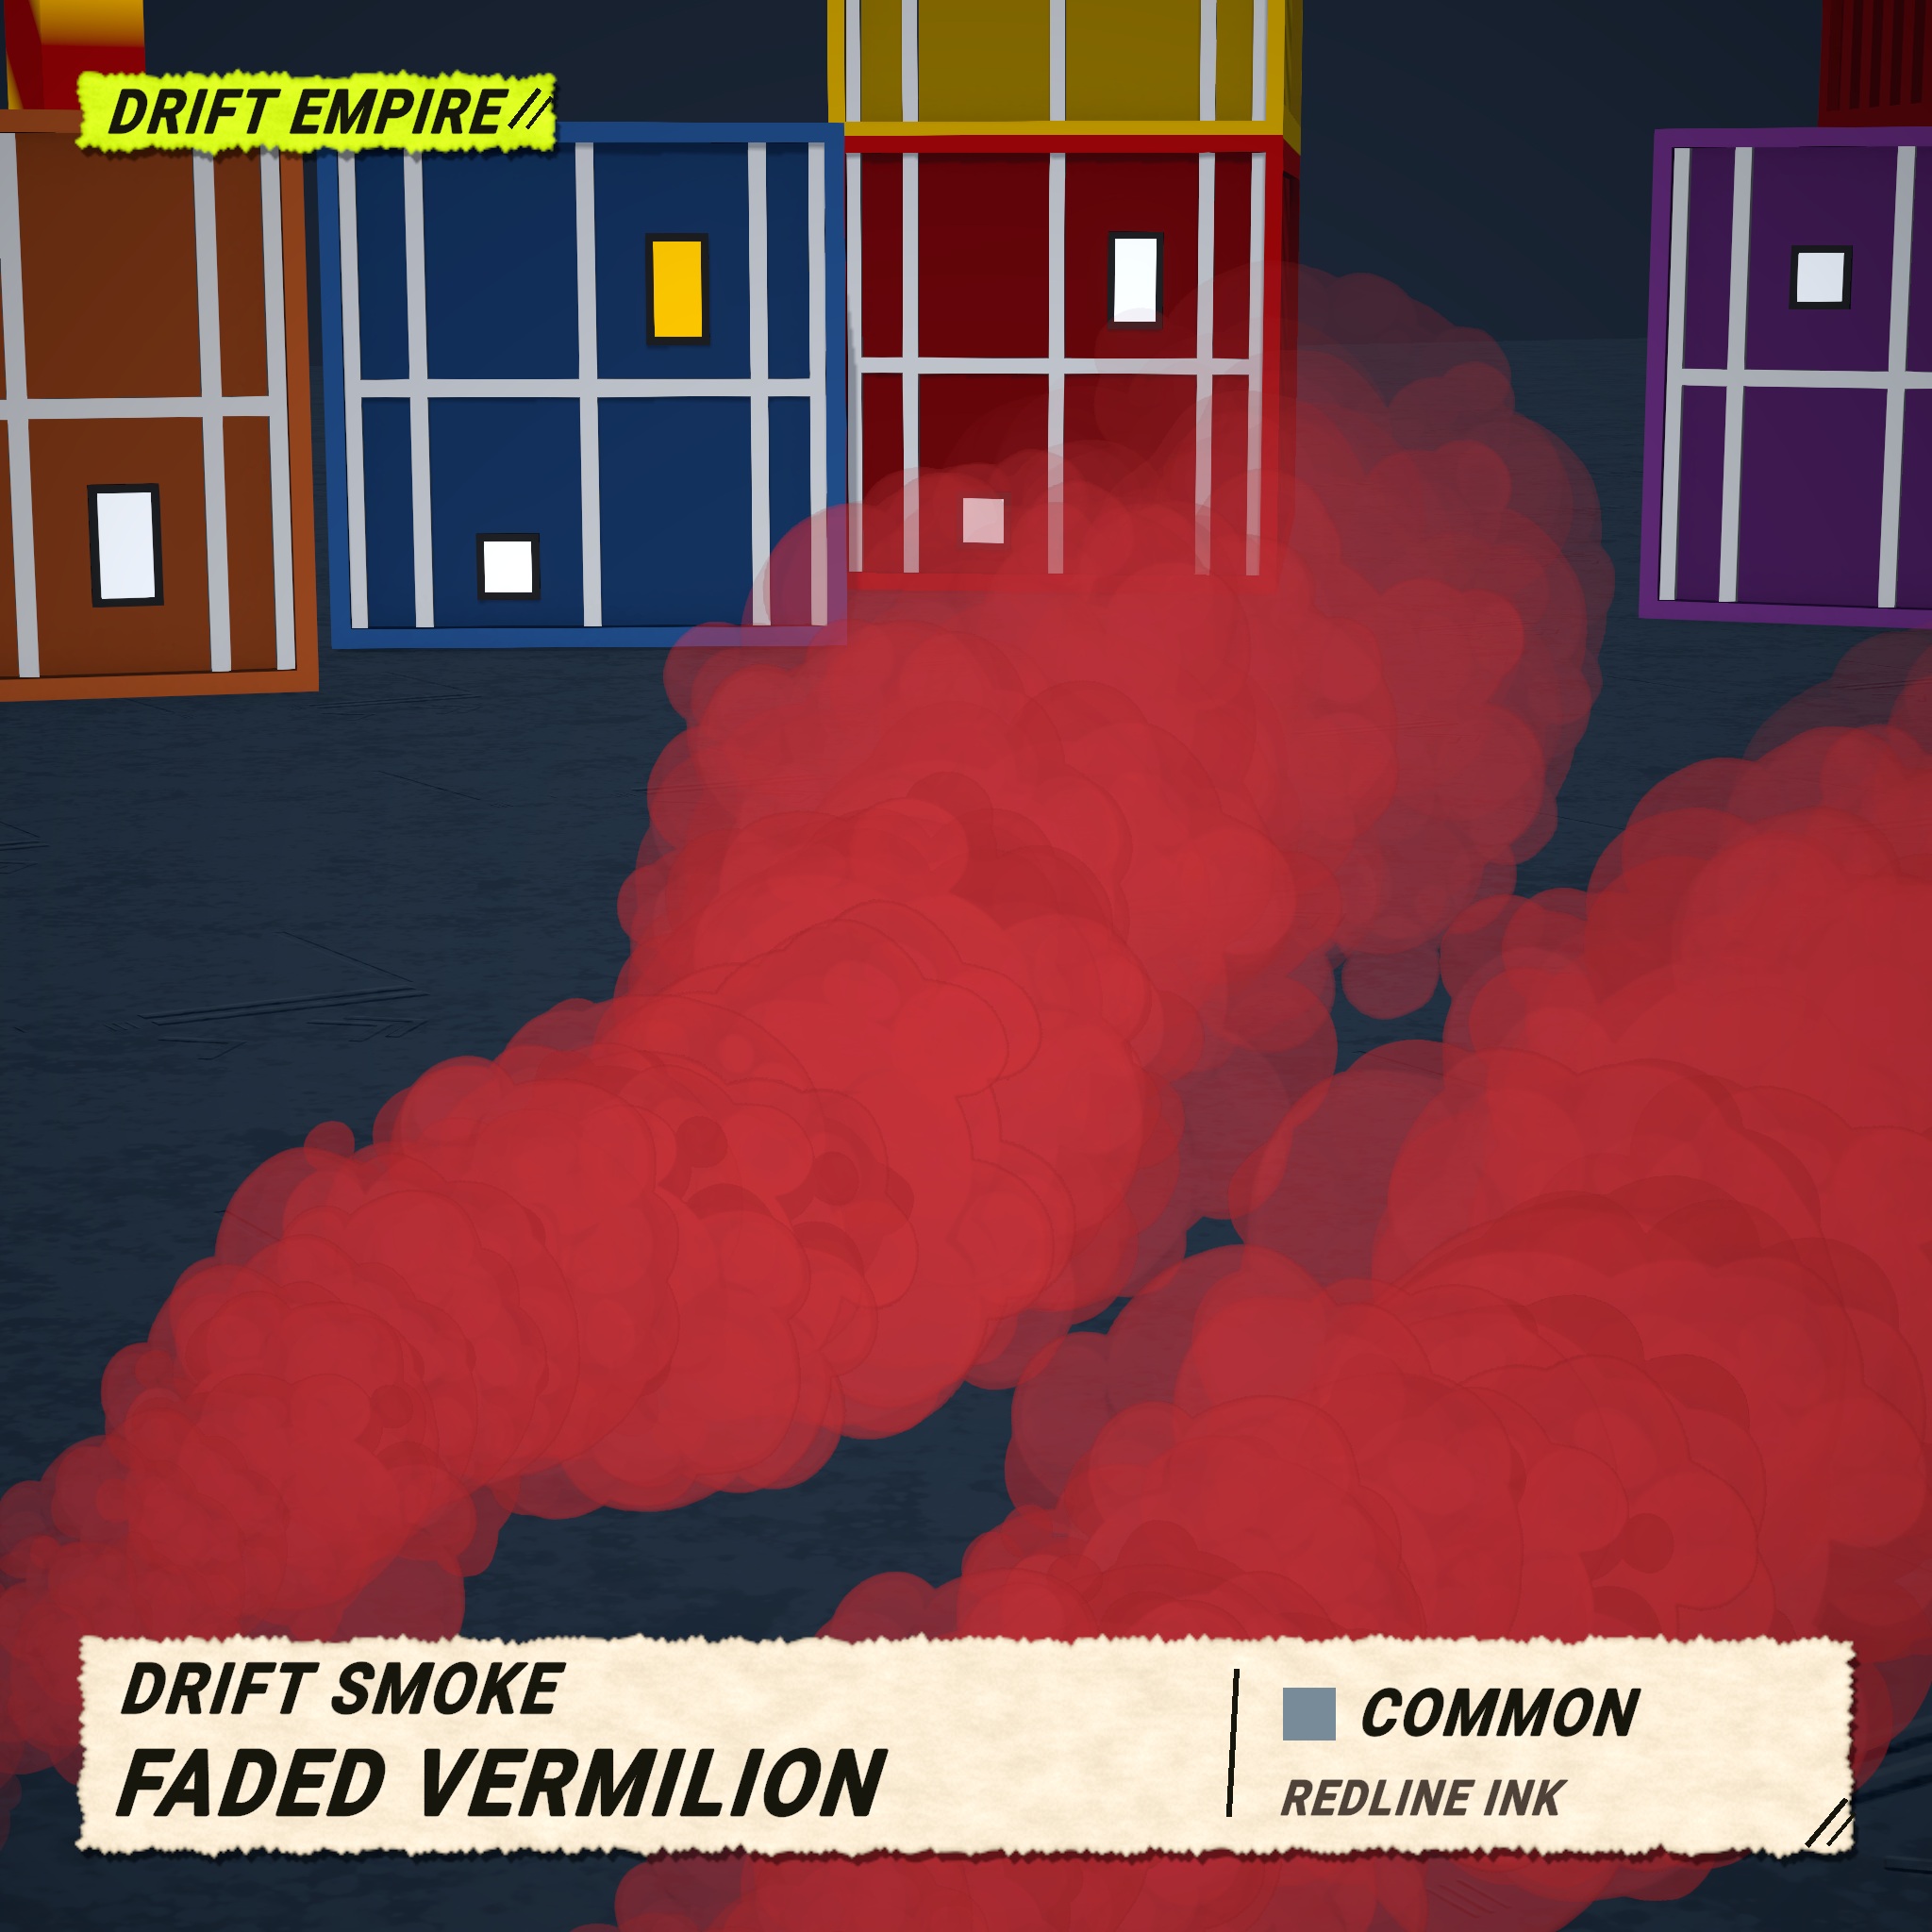 DRIFT EMPIRE//
DRIFT SMOKE
FADED VERMILION
COMMON
REDLINE INK